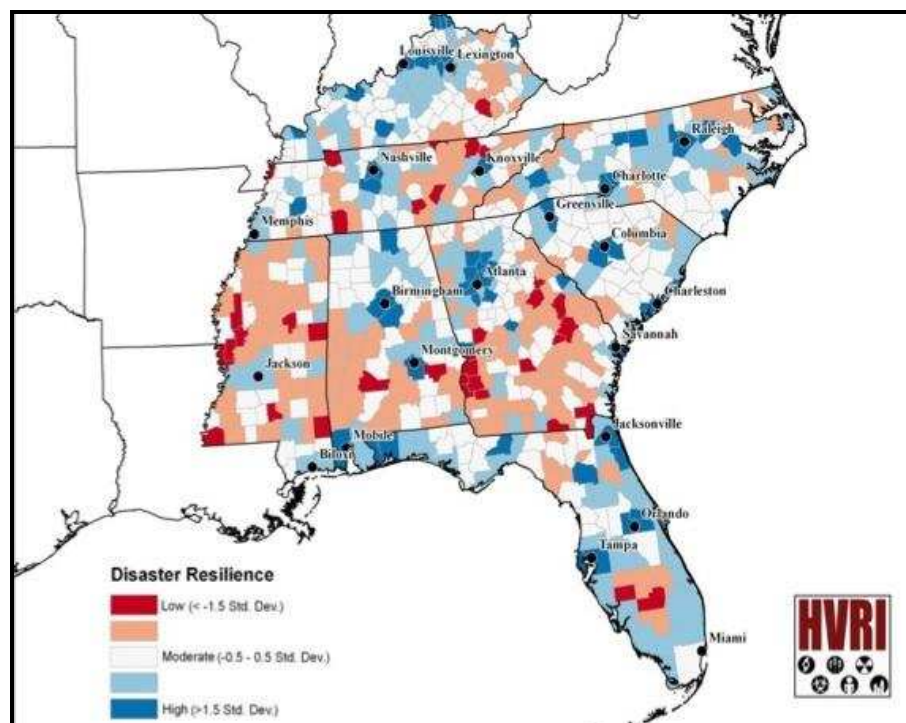 Louisville
Lexington
Raleigh
Nashville
Knoxville
Charlotte
Greenville
Memphis
Columbia
Atlanta
Birmingham
Charleston
Savannah
Montgomery
Jackson
Jacksonville
Mobile
Biloxi
Orlando
Tampa
Disaster Resilience
Low (< -1.5 Std. Dev.)
Moderate (-0.5 - 0.5 Std. Dev.)
High (>1.5 Std. Dev.)
HVRI
Miami